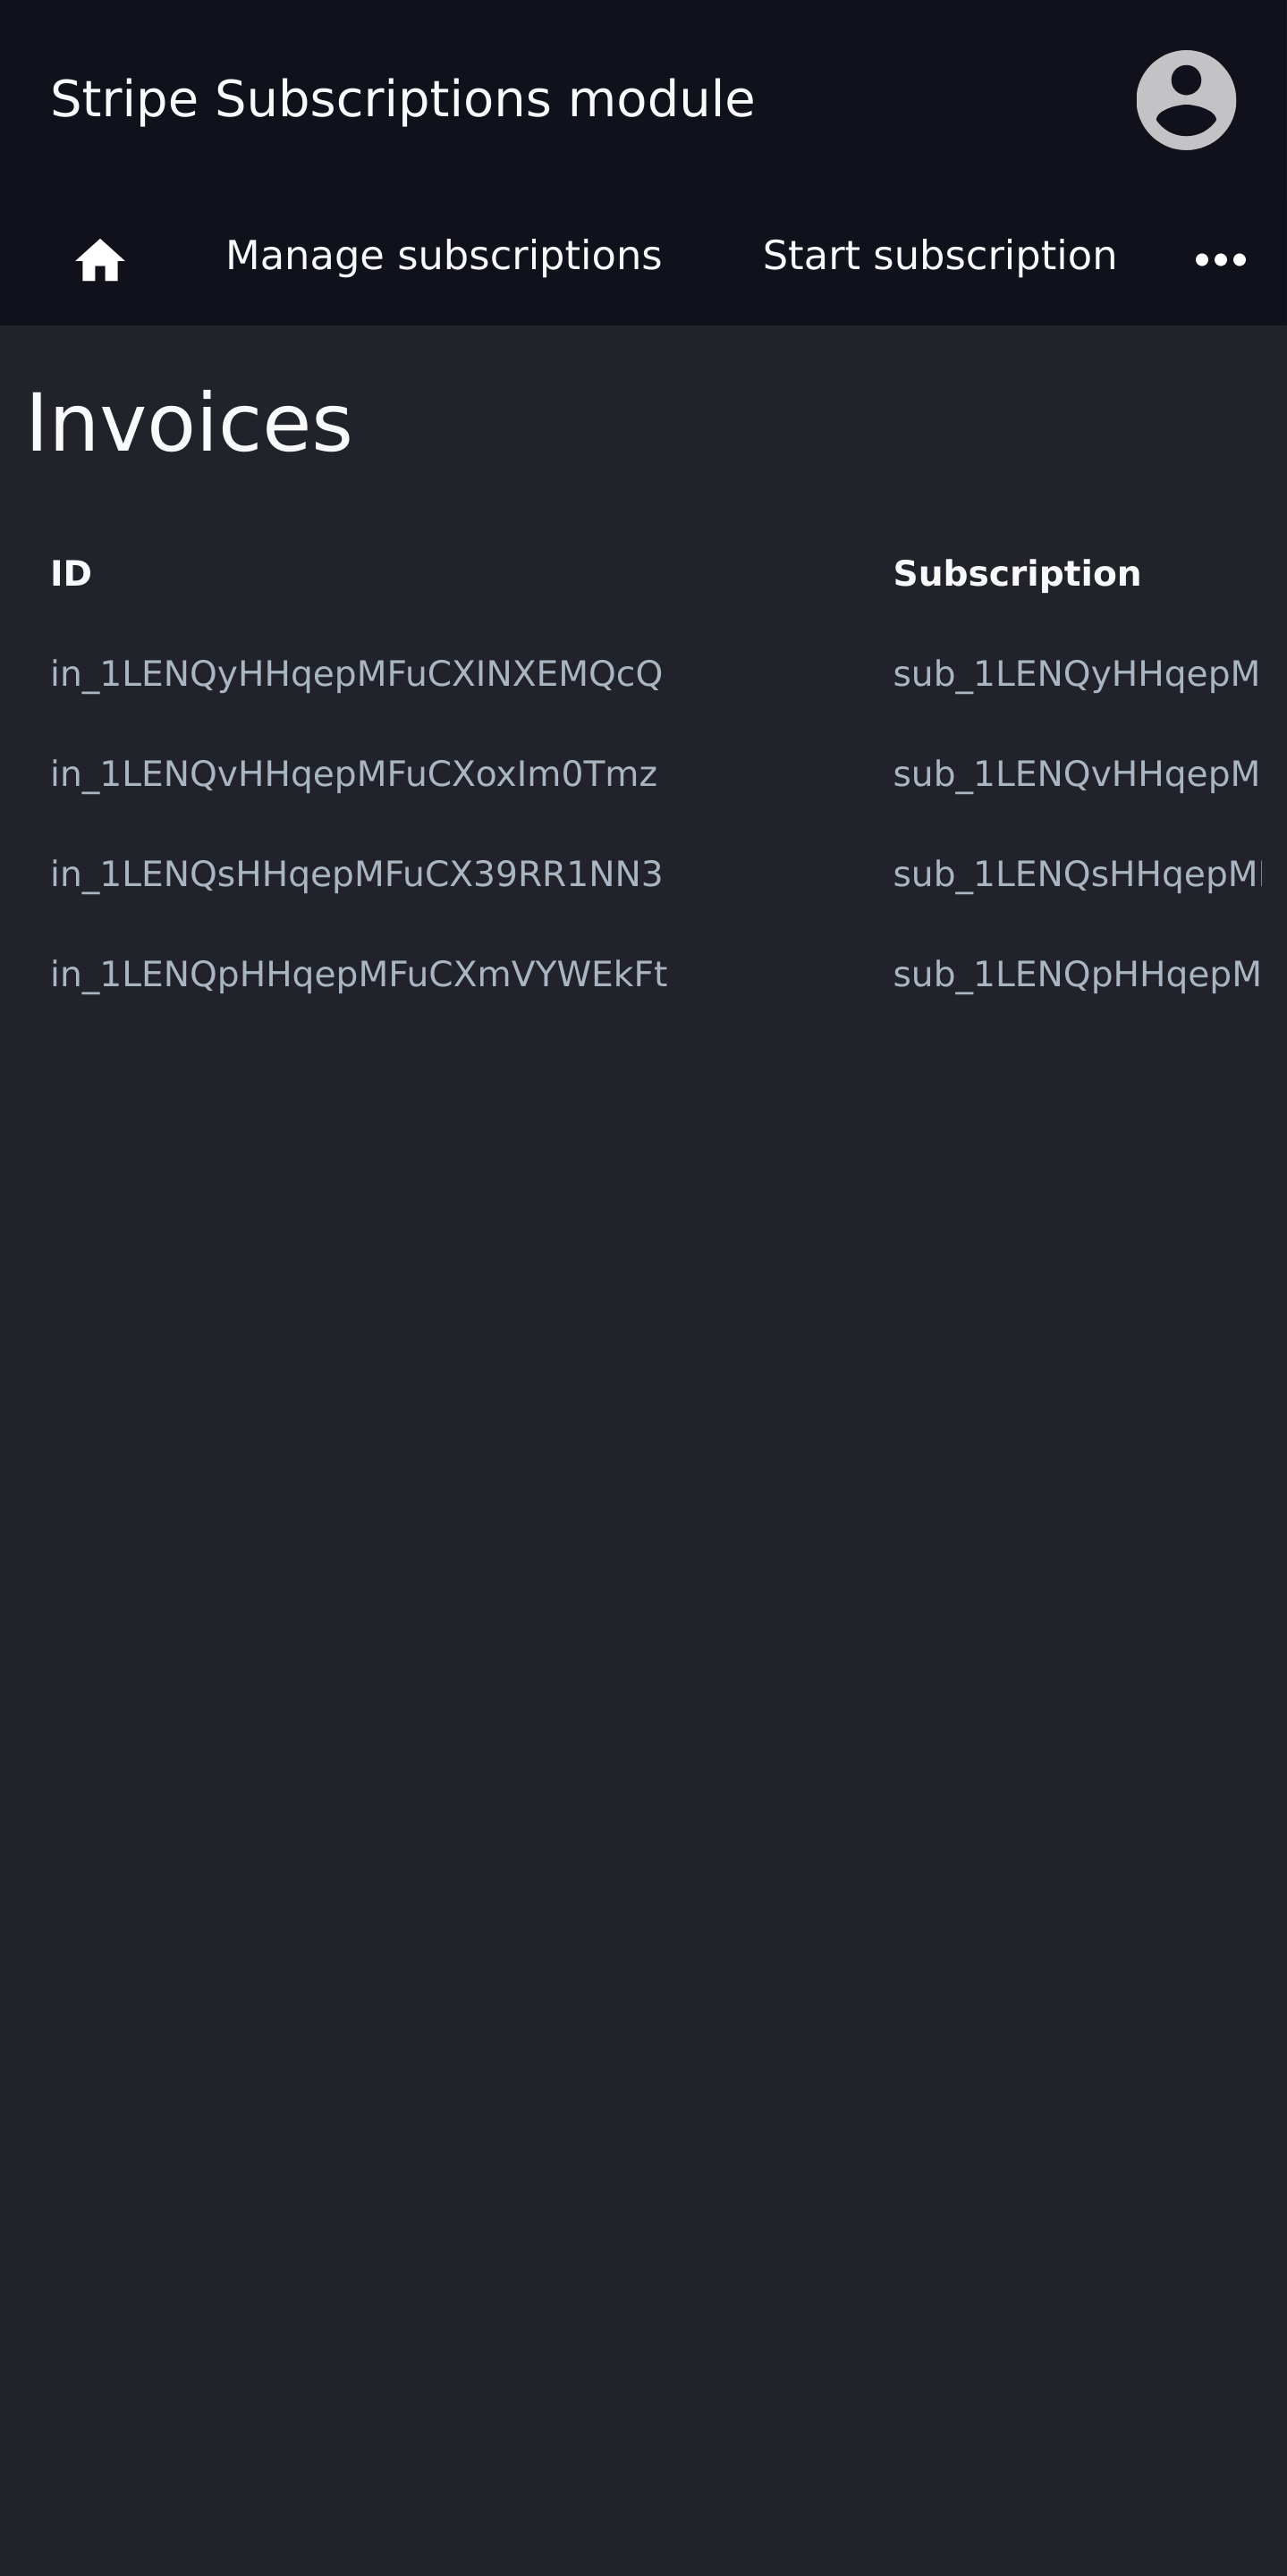 Stripe Subscriptions module
Manage subscriptions Start subscription
Invoices
ID Subscription
in_1LENQyHHqepMFuCXINXEMQcQ sub_1LENQyHHqepM
in_1LENQvHHqepMFuCXoxIm0Tmz sub_1LENQvHHqepM
in_1LENQsHHqepMFuCX39RR1NN3 sub_1LENQsHHqepM
in_1LENQpHHqepMFuCXmVYWEkFt sub_1LENQpHHqepM